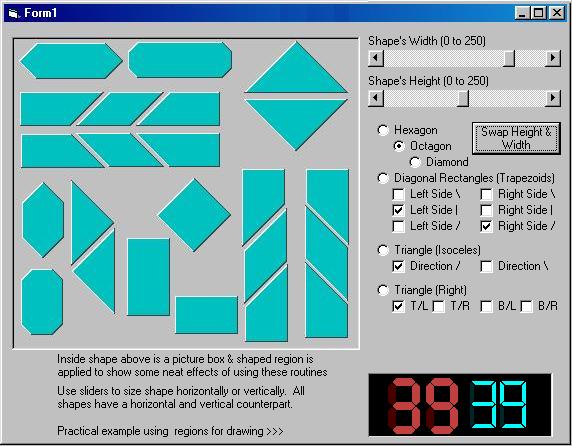 Form1
Shape's Width (0 to 250)
Shape's Height (0 to 250)
Hexagon
Octagon
Diamond
Swap Height &
Width
Diagonal Rectangles (Trapezoids)
Left Side \ Right Side \
Left Side | Right Side |
Left Side / Right Side /
Triangle (Isoceles)
Direction / Direction \
Triangle (Right)
T/L T/R B/L B/R
Inside shape above is a picture box & shaped region is
applied to show some neat effects of using these routines
Use sliders to size shape horizontally or vertically. All
shapes have a horizontal and vertical counterpart.
Practical example using regions for drawing >>>
39 39